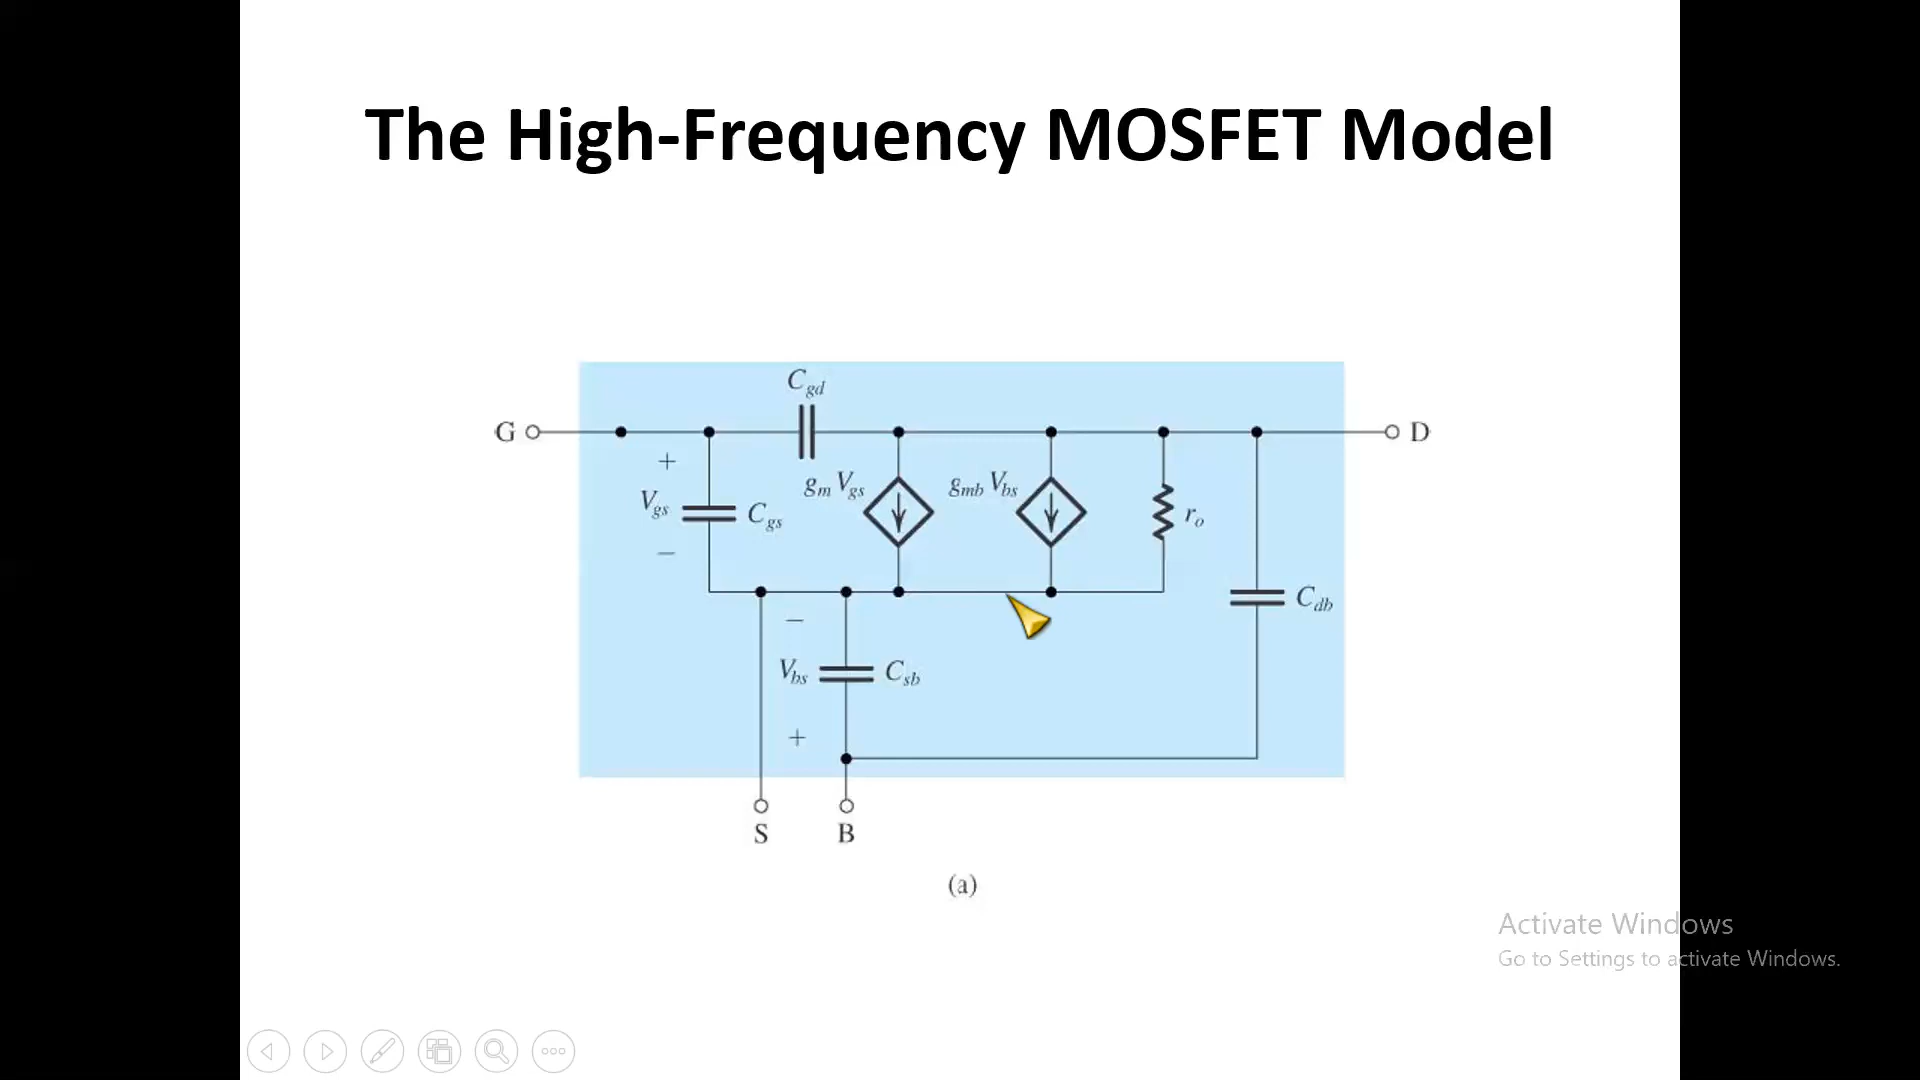 The High-Frequency MOSFET Model
C_gd
G
D
+
g_m V_gs
g_mb V_bs
V_gs
C_gs
r_o
−
C_db
−
V_bs
C_sb
+
S
B
(a)
Activate Windows
Go to Settings to activate Windows.